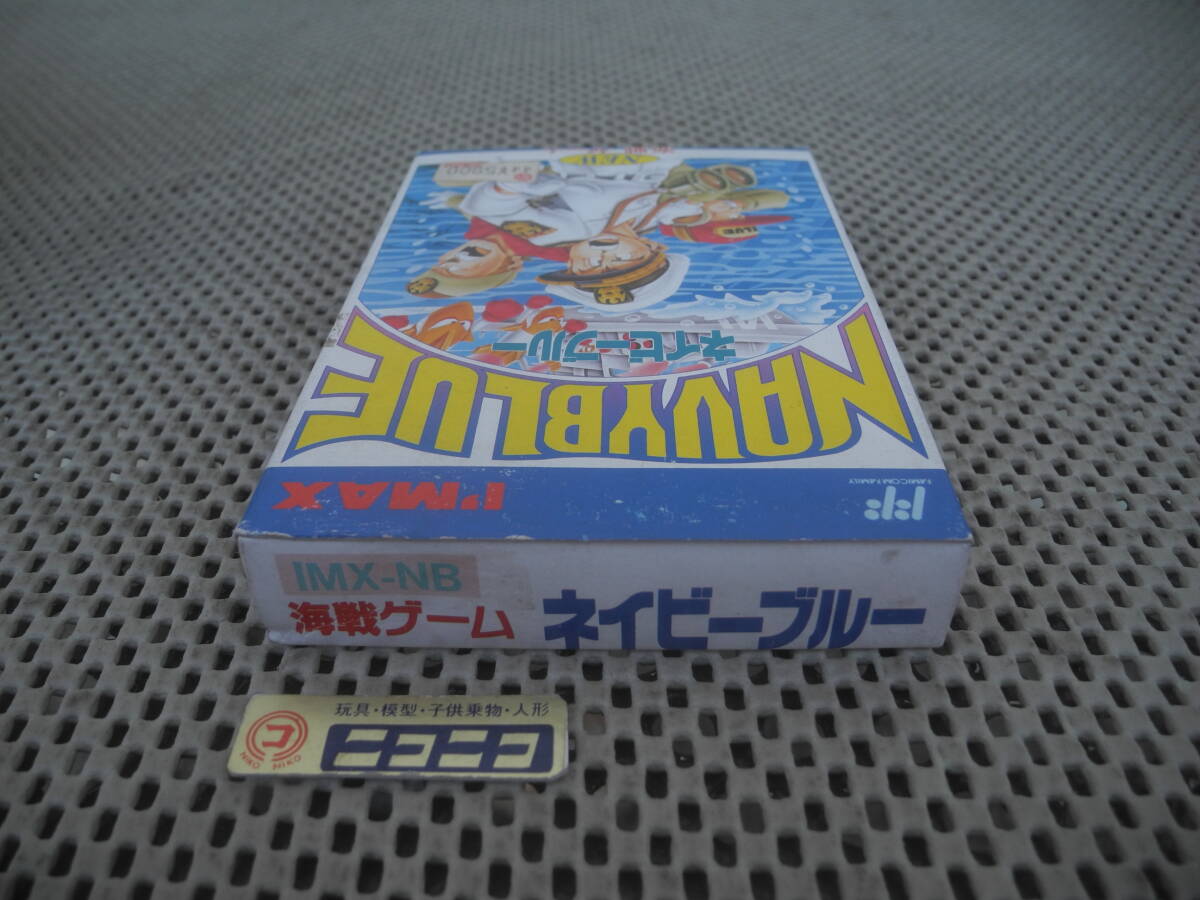 ネイビーブルー
NAVYBLUE
I'MAX
FAMICOM FAMILY
IMX-NB
海戦ゲーム ネイビーブルー
玩具・模型・子供乗物・人形
ニコニコ
NIKO NIKO